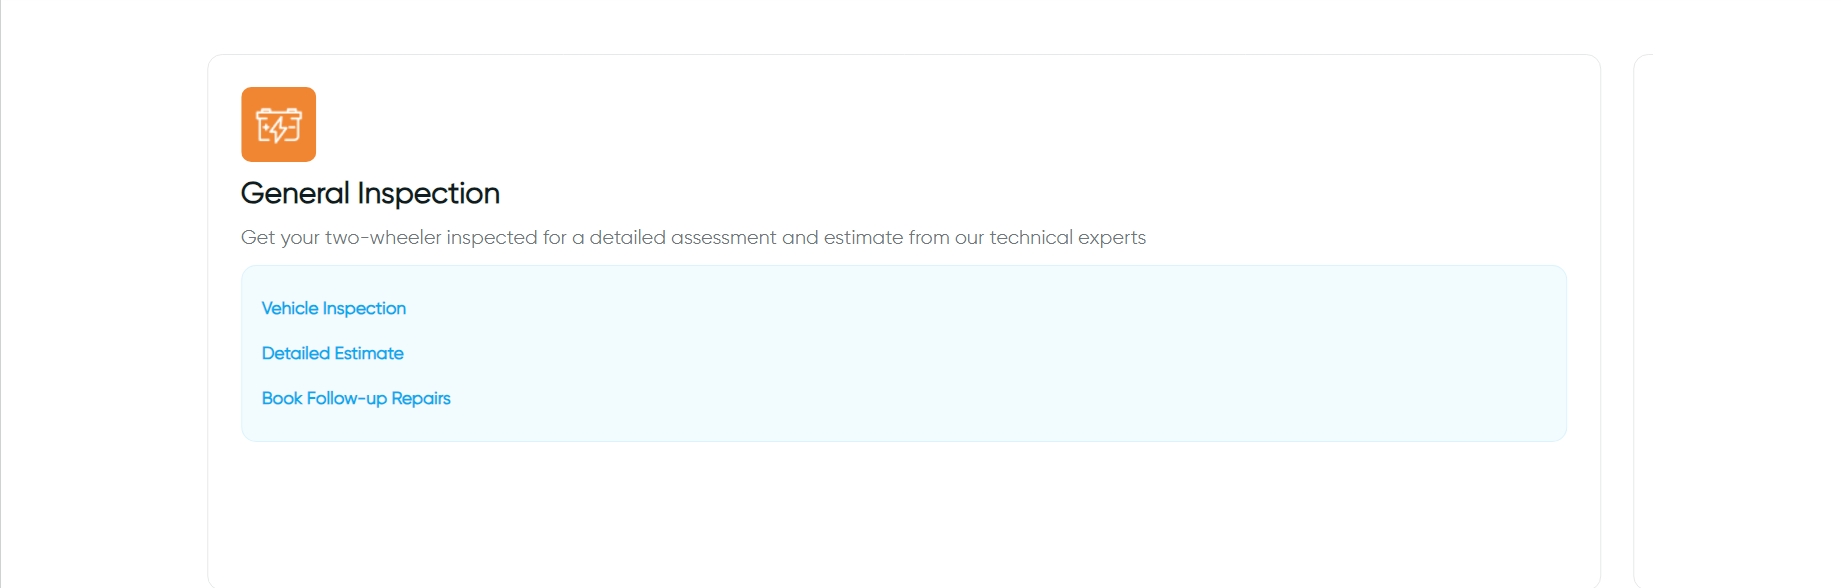 General Inspection
Get your two-wheeler inspected for a detailed assessment and estimate from our technical experts
Vehicle Inspection
Detailed Estimate
Book Follow-up Repairs